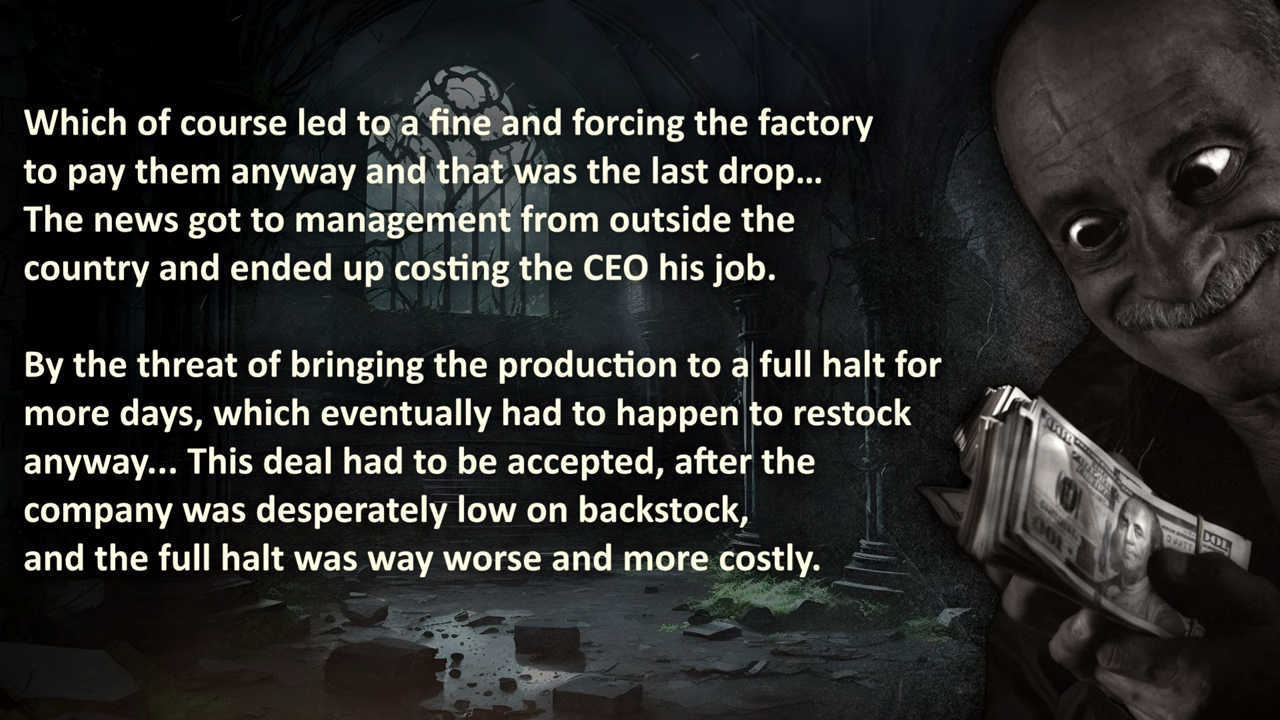 Which of course led to a fine and forcing the factory
to pay them anyway and that was the last drop...
The news got to management from outside the
country and ended up costing the CEO his job.
By the threat of bringing the production to a full halt for
more days, which eventually had to happen to restock
anyway... This deal had to be accepted, after the
company was desperately low on backstock,
and the full halt was way worse and more costly.